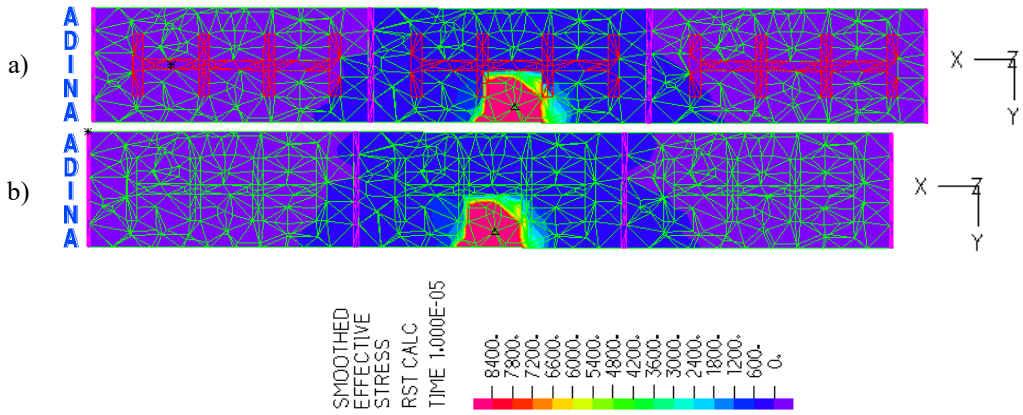 a)
ADINA
X
Z
Y
b)
ADINA
X
Z
Y
SMOOTHED
EFFECTIVE
STRESS
RST CALC
TIME 1.000E-05
8400.
7800.
7200.
6600.
6000.
5400.
4800.
4200.
3600.
3000.
2400.
1800.
1200.
600.
0.